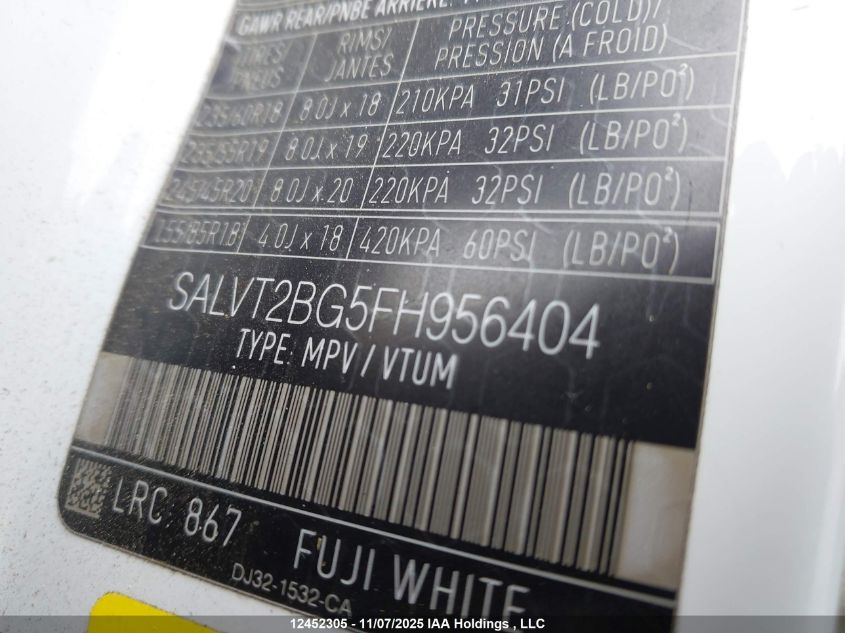 GAWR REAR/PNBE ARRIERE:
TIRES/ PNEUS RIMS/ JANTES PRESSURE (COLD)/ PRESSION (A FROID)
235/60R18 8.0J x 18 210KPA 31PSI (LB/PO²)
235/55R19 8.0J x 19 220KPA 32PSI (LB/PO²)
245/45R20 8.0J x 20 220KPA 32PSI (LB/PO²)
155/85R18 4.0J x 18 420KPA 60PSI (LB/PO²)
SALVT2BG5FH956404
TYPE: MPV / VTUM
LRC: 867 FUJI WHITE
DJ32-1532-CA
12452305 - 11/07/2025 IAA Holdings , LLC